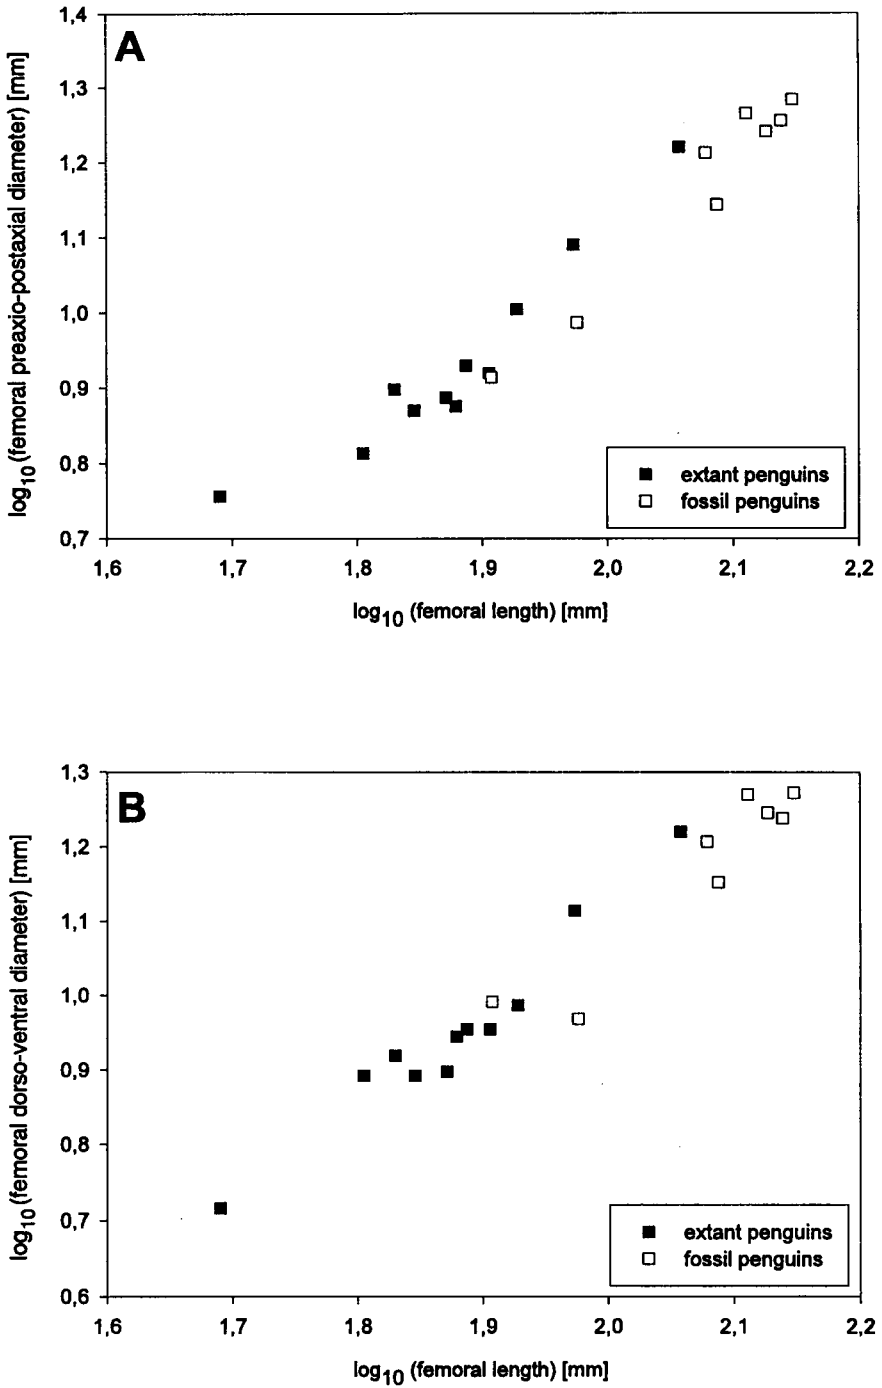 A
log10(femoral preaxio-postaxial diameter) [mm]
1,4
1,3
1,2
1,1
1,0
0,9
0,8
0,7
extant penguins
fossil penguins
1,6 1,7 1,8 1,9 2,0 2,1 2,2
log10 (femoral length) [mm]
B
log10(femoral dorso-ventral diameter) [mm]
1,3
1,2
1,1
1,0
0,9
0,8
0,7
0,6
extant penguins
fossil penguins
1,6 1,7 1,8 1,9 2,0 2,1 2,2
log10 (femoral length) [mm]